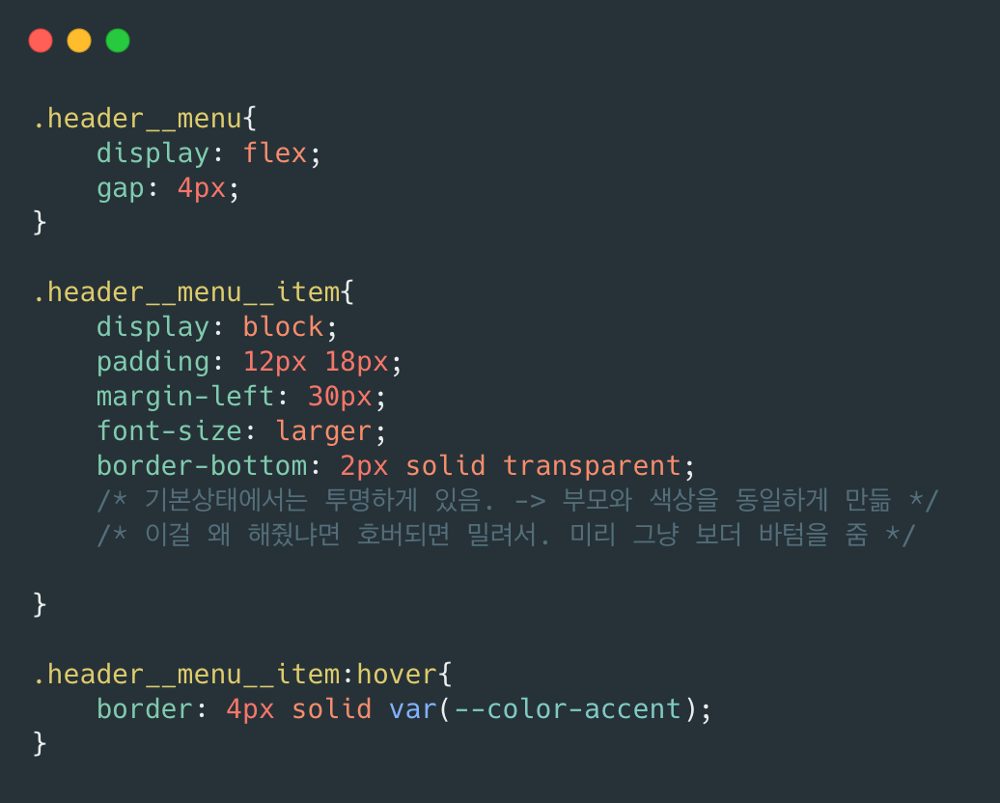 .header__menu{
    display: flex;
    gap: 4px;
}

.header__menu__item{
    display: block;
    padding: 12px 18px;
    margin-left: 30px;
    font-size: larger;
    border-bottom: 2px solid transparent;
    /* 기본상태에서는 투명하게 있음. -> 부모와 색상을 동일하게 만듦 */
    /* 이걸 왜 해줬냐면 호버되면 밀려서. 미리 그냥 보더 바텀을 줌 */

}

.header__menu__item:hover{
    border: 4px solid var(--color-accent);
}